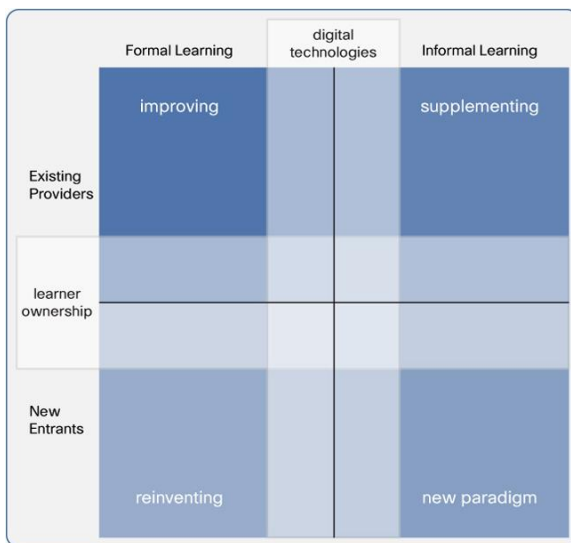 digital
technologies
Formal Learning
Informal Learning
improving
supplementing
Existing
Providers
learner
ownership
New
Entrants
reinventing
new paradigm